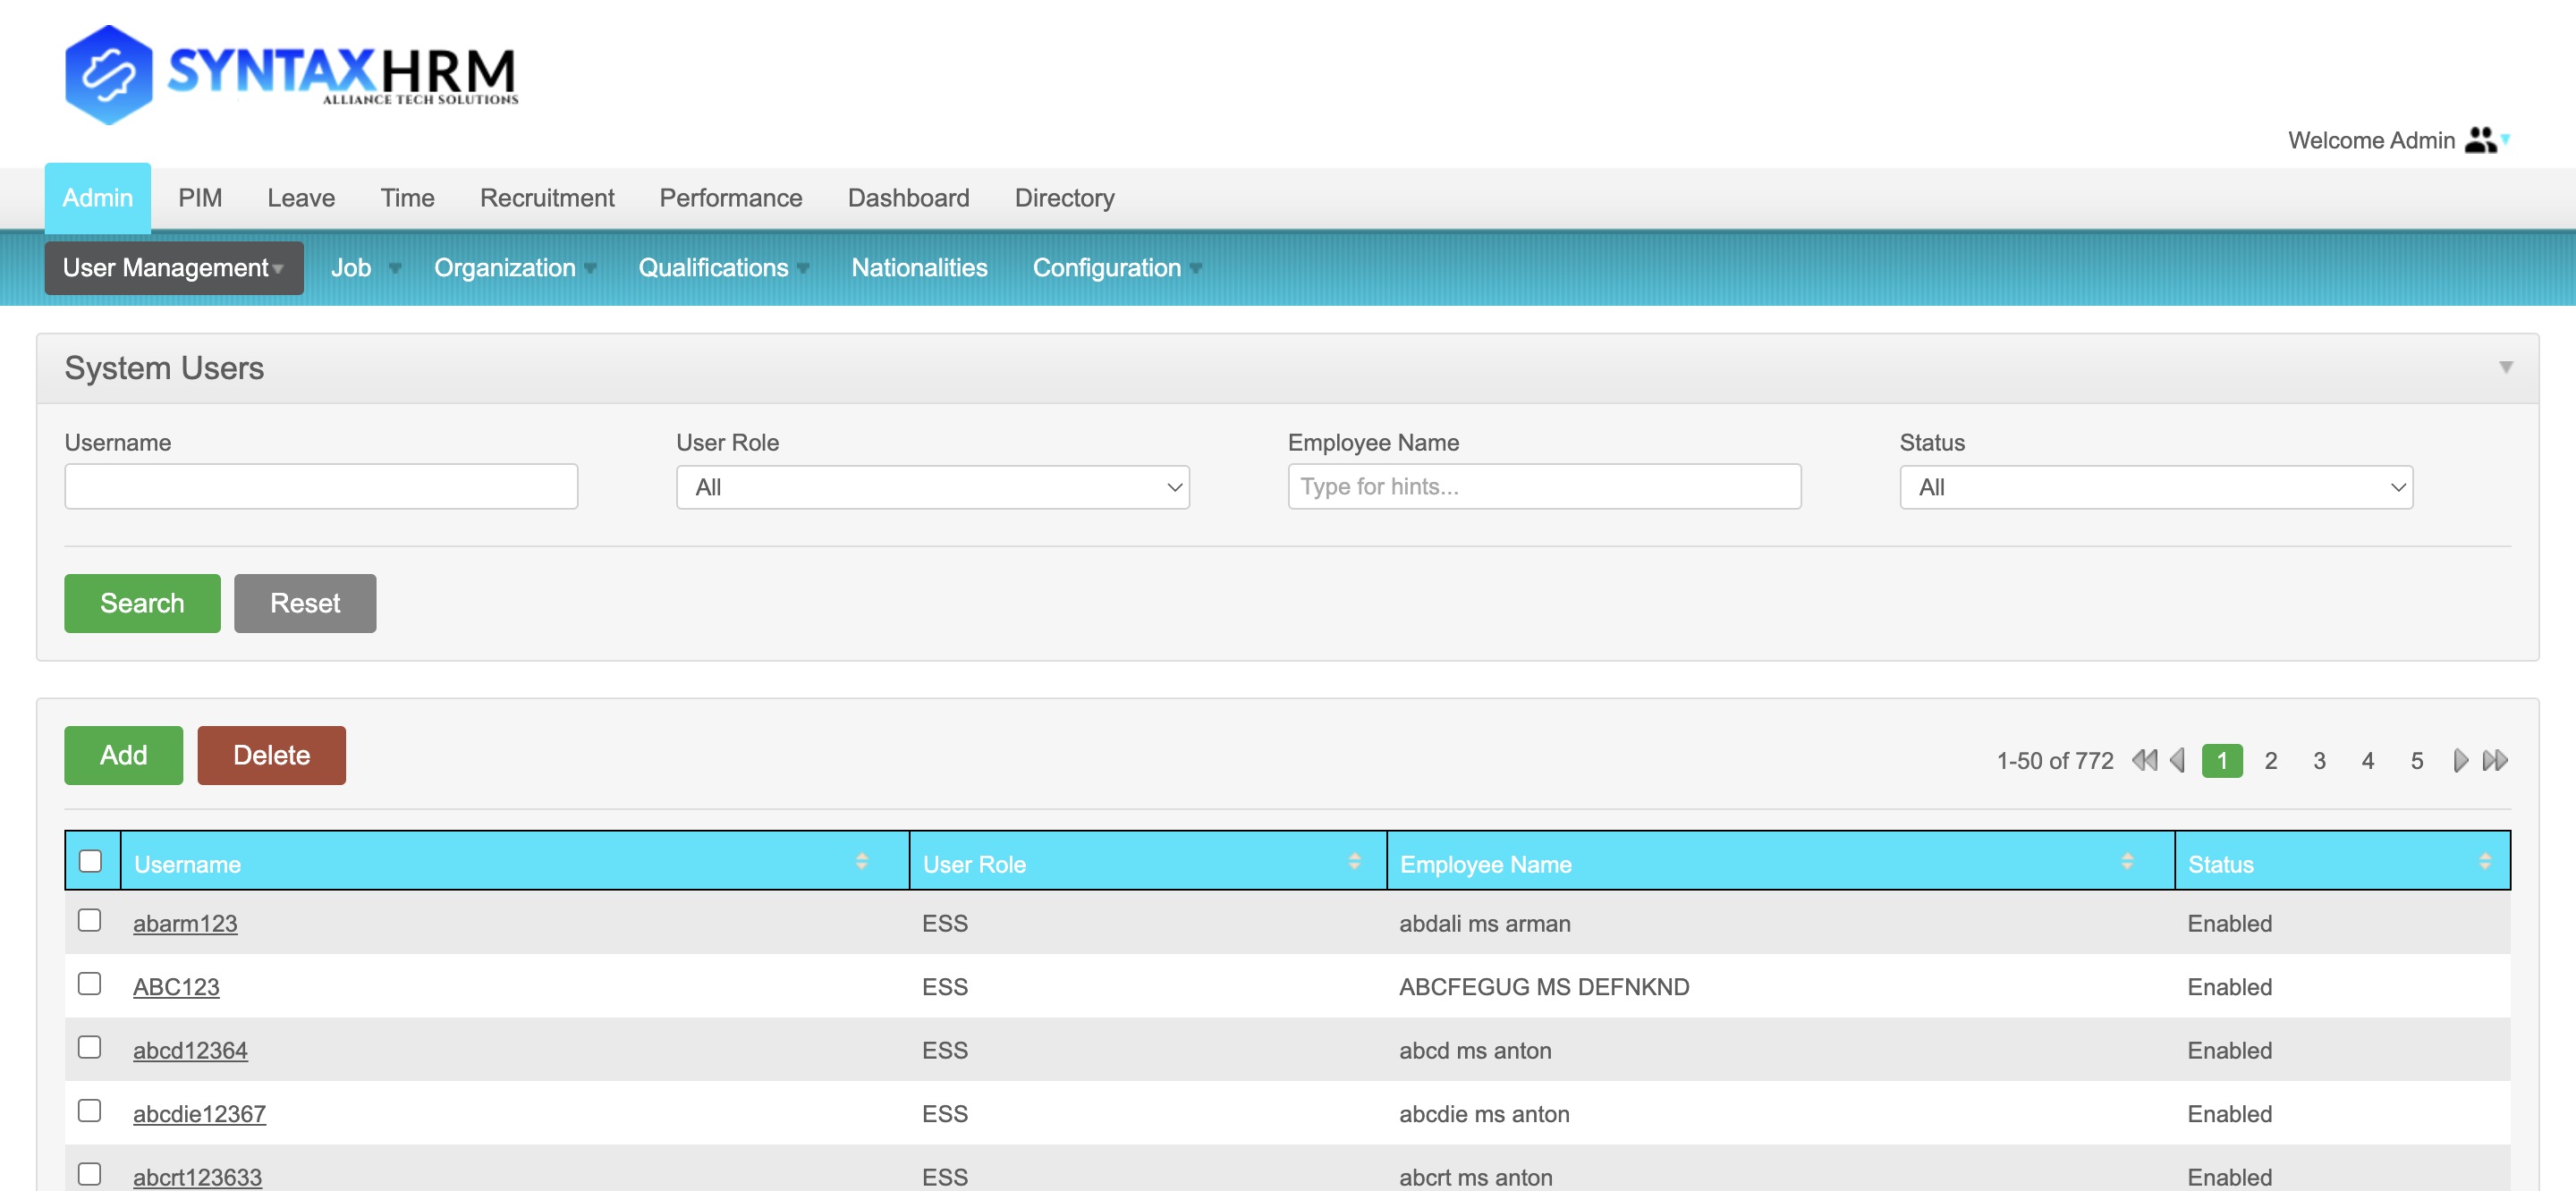 SYNTAXHRM
ALLIANCE TECH SOLUTIONS
Welcome Admin
Admin PIM Leave Time Recruitment Performance Dashboard Directory
User Management Job Organization Qualifications Nationalities Configuration
System Users
Username User Role Employee Name Status
All Type for hints... All
Search Reset
Add Delete 1-50 of 772 1 2 3 4 5
Username User Role Employee Name Status
abarm123 ESS abdali ms arman Enabled
ABC123 ESS ABCFEGUG MS DEFNKND Enabled
abcd12364 ESS abcd ms anton Enabled
abcdie12367 ESS abcdie ms anton Enabled
abcrt123633 ESS abcrt ms anton Enabled